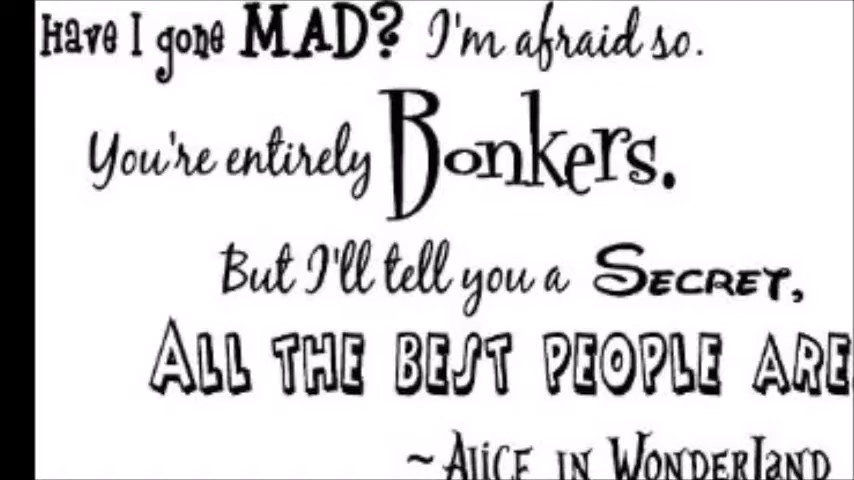 Have I gone MAD? I'm afraid so.
You're entirely Bonkers.
But I'll tell you a SECRET,
ALL THE BEST PEOPLE ARE
~ALiCE iN WONDERland